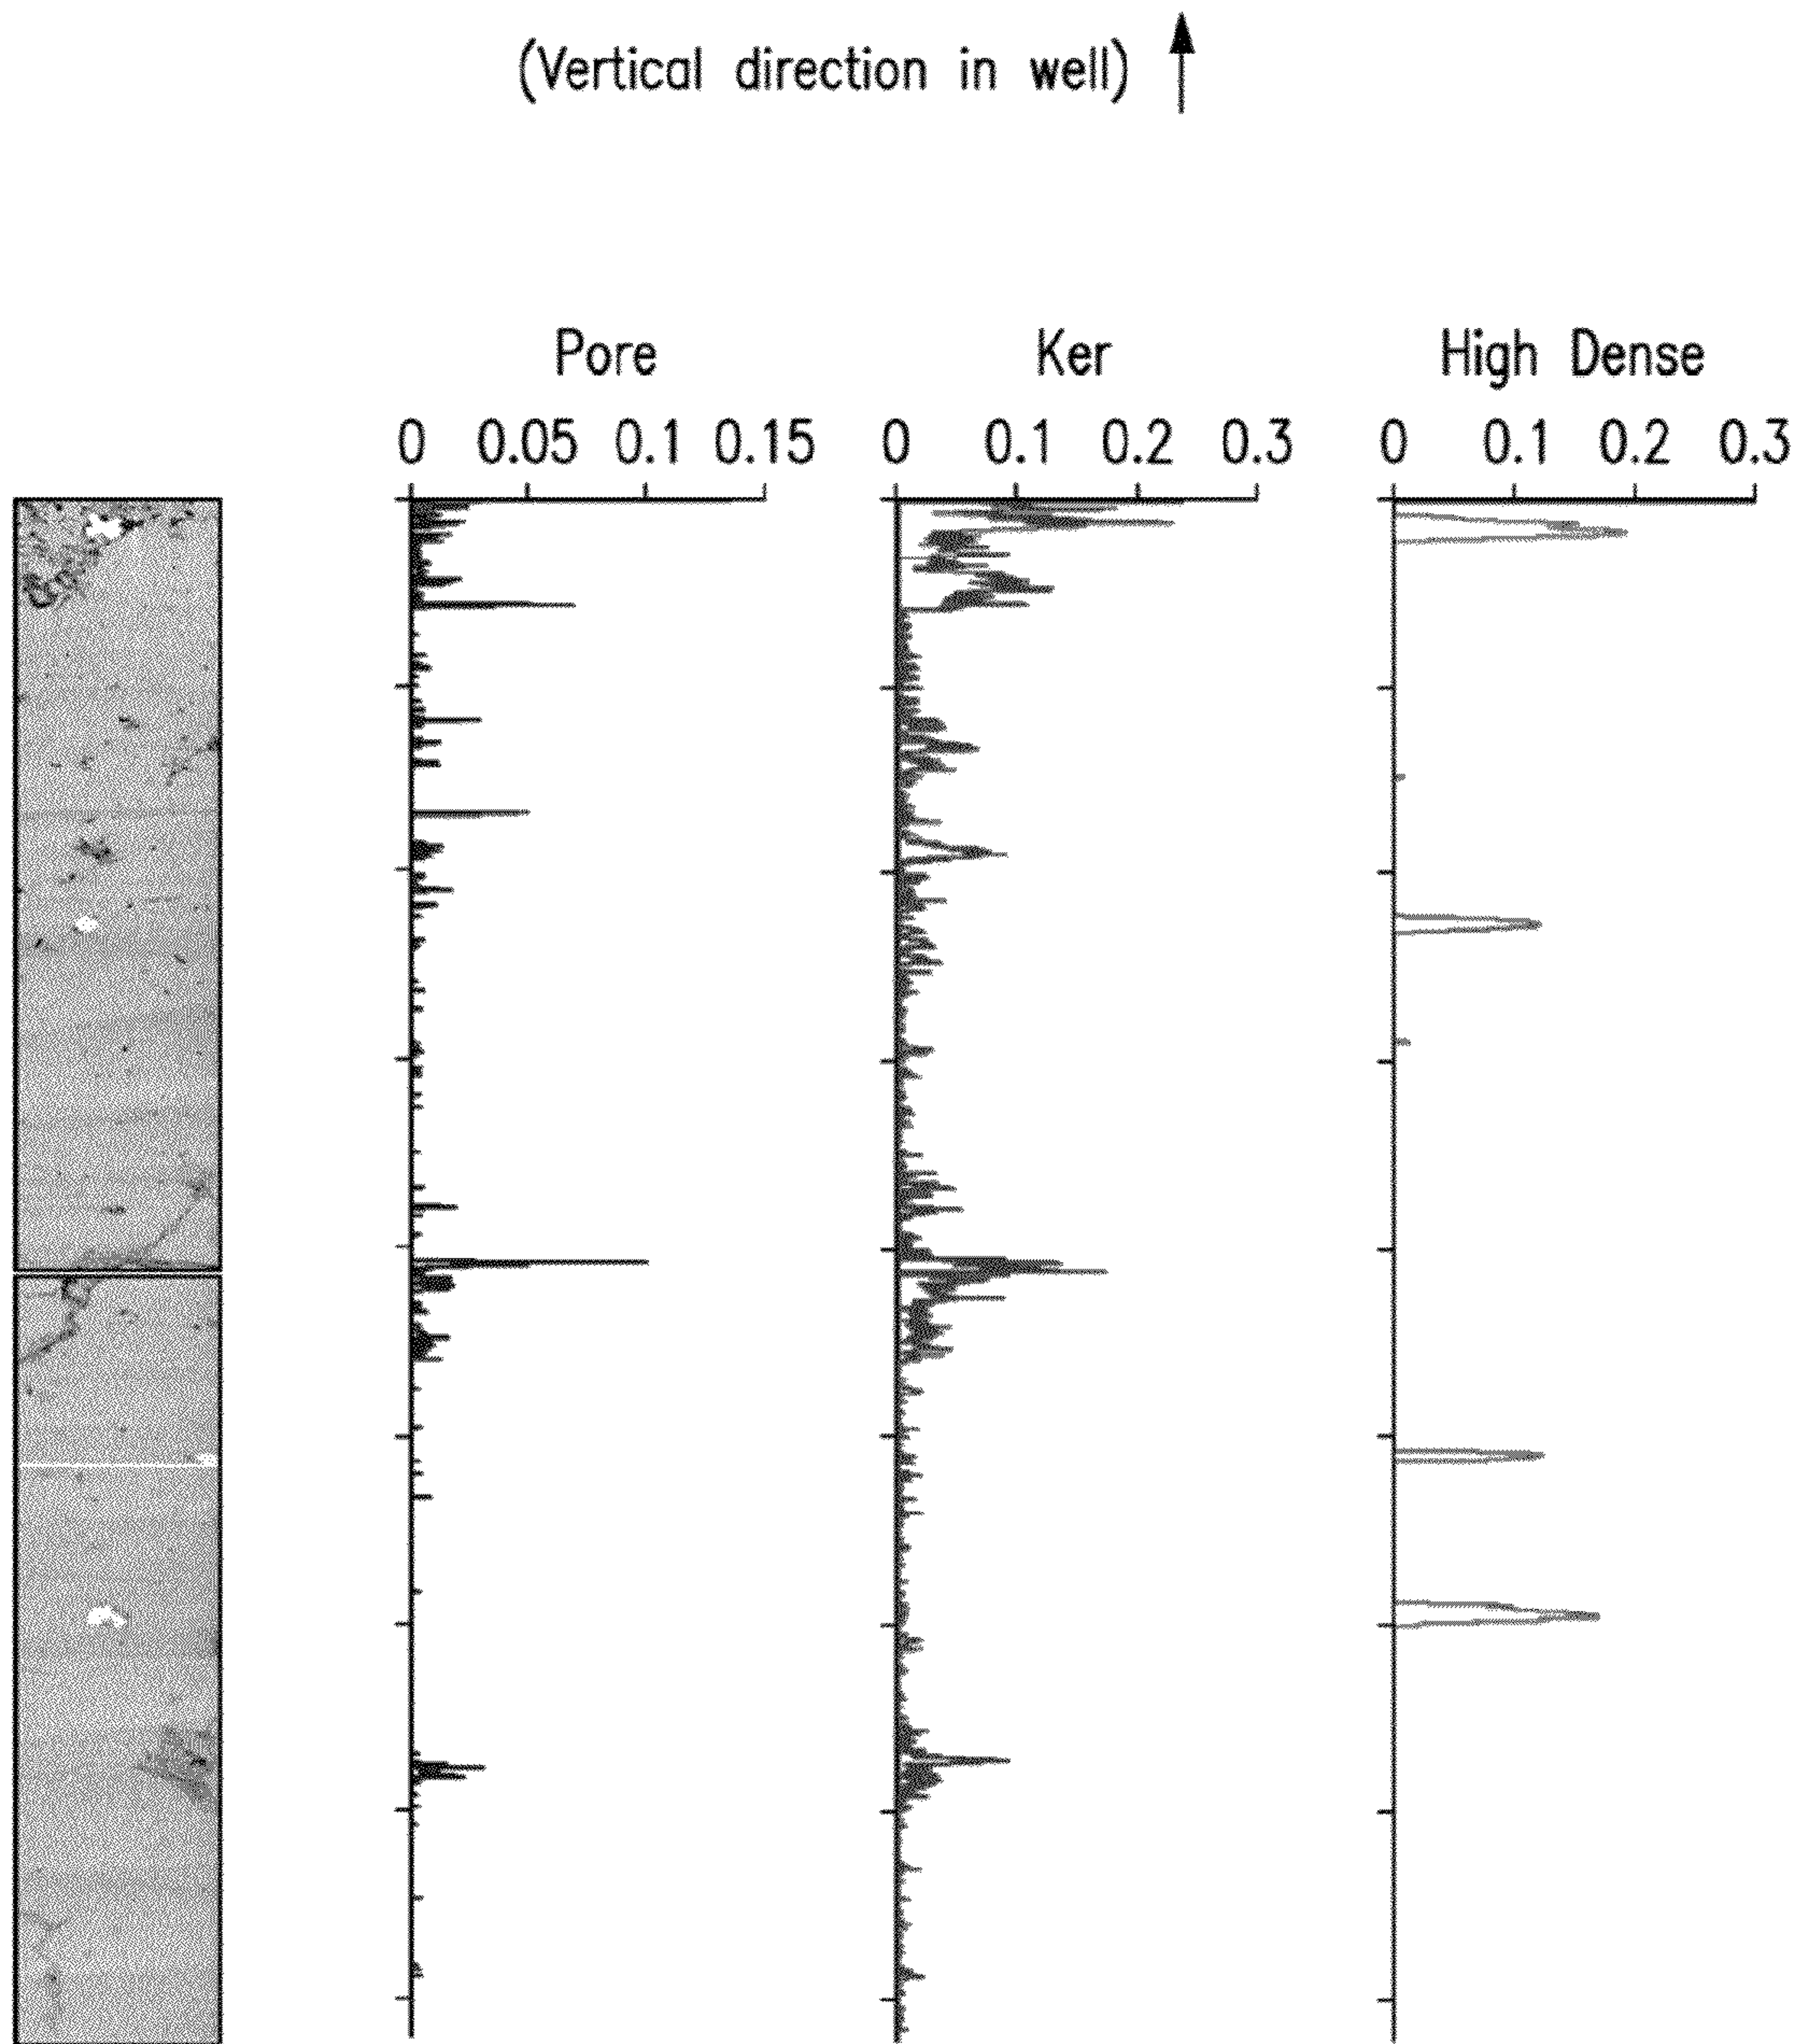 (Vertical direction in well)
Pore Ker High Dense
0 0.05 0.1 0.15 0 0.1 0.2 0.3 0 0.1 0.2 0.3